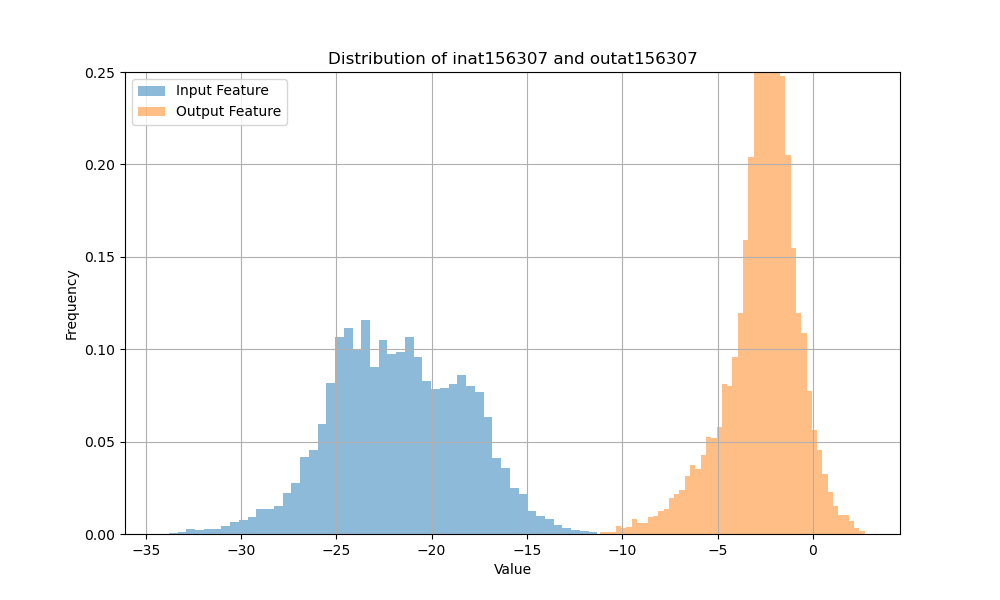 Distribution of inat156307 and outat156307
Input Feature
Output Feature
Frequency
0.25
0.20
0.15
0.10
0.05
0.00
−35 −30 −25 −20 −15 −10 −5 0
Value